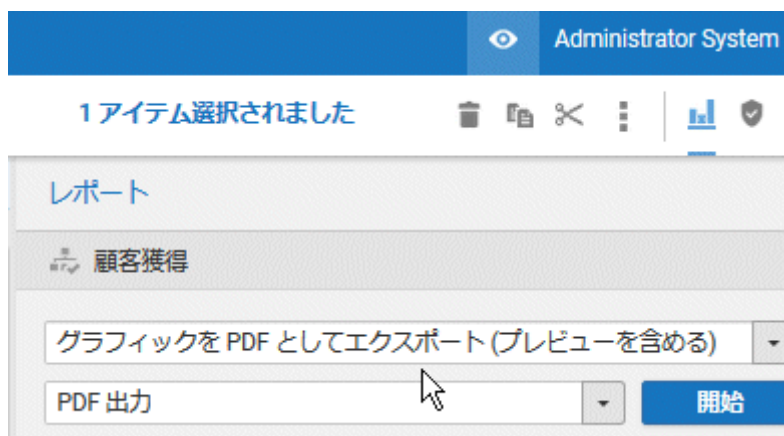 Administrator System
1 アイテム選択されました
レポート
顧客獲得
グラフィックを PDF としてエクスポート (プレビューを含める)
PDF 出力
開始